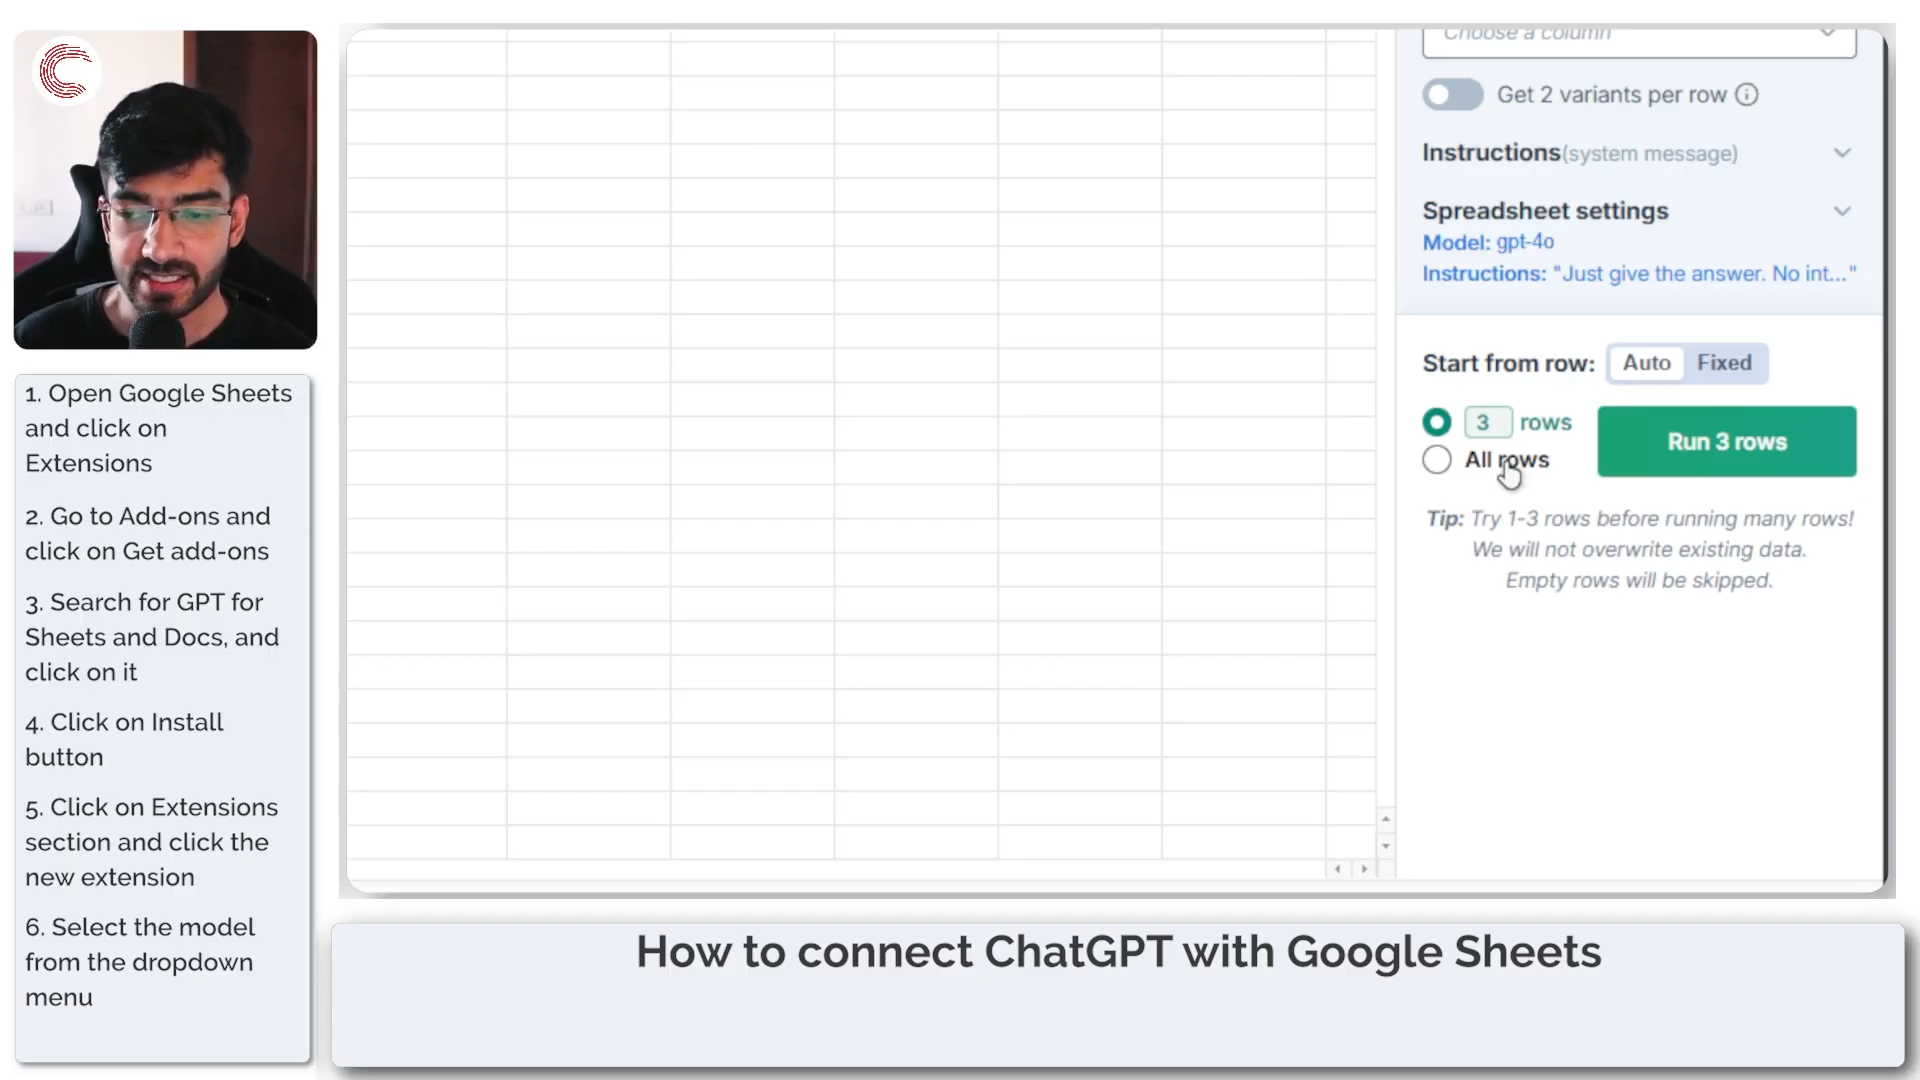 1. Open Google Sheets
and click on
Extensions
2. Go to Add-ons and
click on Get add-ons
3. Search for GPT for
Sheets and Docs, and
click on it
4. Click on Install
button
5. Click on Extensions
section and click the
new extension
6. Select the model
from the dropdown
menu
Choose a column
Get 2 variants per row
Instructions(system message)
Spreadsheet settings
Model: gpt-4o
Instructions: "Just give the answer. No int..."
Start from row: Auto Fixed
3 rows
All rows
Run 3 rows
Tip: Try 1-3 rows before running many rows!
We will not overwrite existing data.
Empty rows will be skipped.
How to connect ChatGPT with Google Sheets